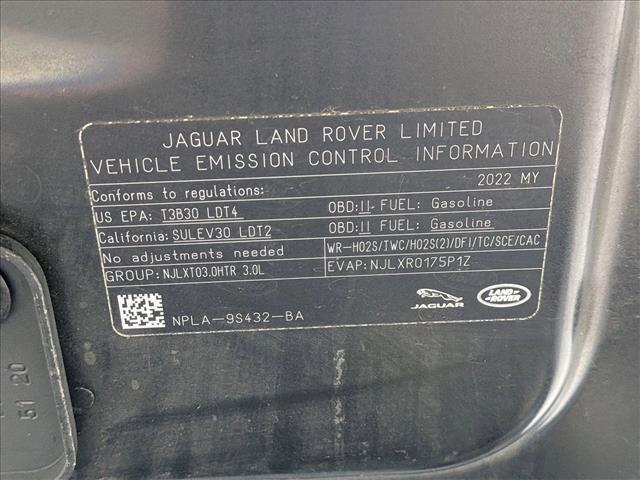 JAGUAR LAND ROVER LIMITED
VEHICLE EMISSION CONTROL INFORMATION
Conforms to regulations: 2022 MY
US EPA: T3B30 LDT4 OBD:II FUEL: Gasoline
California: SULEV30 LDT2 OBD:II FUEL: Gasoline
No adjustments needed WR-HO2S/TWC/HO2S(2)/DFI/TC/SCE/CAC
GROUP: NJLXT03.0HTR 3.0L EVAP: NJLXR0175P1Z
NPLA-9S432-BA
JAGUAR
LAND-ROVER
51 20